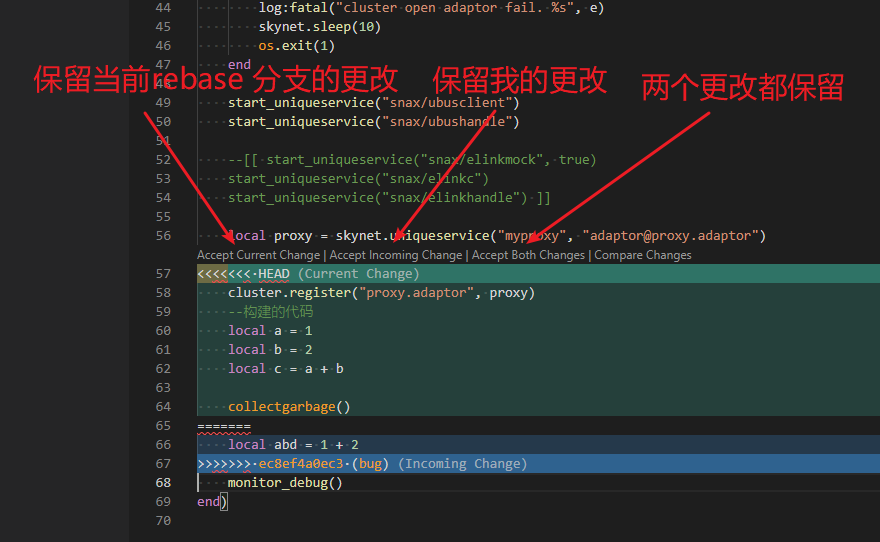 44 log:fatal("cluster open adaptor fail. %s", e)
45 skynet.sleep(10)
46 os.exit(1)
47 end
保留当前rebase 分支的更改 保留我的更改 两个更改都保留
48
49 start_uniqueservice("snax/ubusclient")
50 start_uniqueservice("snax/ubushandle")
51
52 --[[ start_uniqueservice("snax/elinkmock", true)
53 start_uniqueservice("snax/elinkc")
54 start_uniqueservice("snax/elinkhandle") ]]
55
56 local proxy = skynet.uniqueservice("myproxy", "adaptor@proxy.adaptor")
Accept Current Change | Accept Incoming Change | Accept Both Changes | Compare Changes
57 <<<<<<< HEAD (Current Change)
58 cluster.register("proxy.adaptor", proxy)
59 --构建的代码
60 local a = 1
61 local b = 2
62 local c = a + b
63
64 collectgarbage()
65 =======
66 local abd = 1 + 2
67 >>>>>>> ec8ef4a0ec3 (bug) (Incoming Change)
68 monitor_debug()
69 end)
70